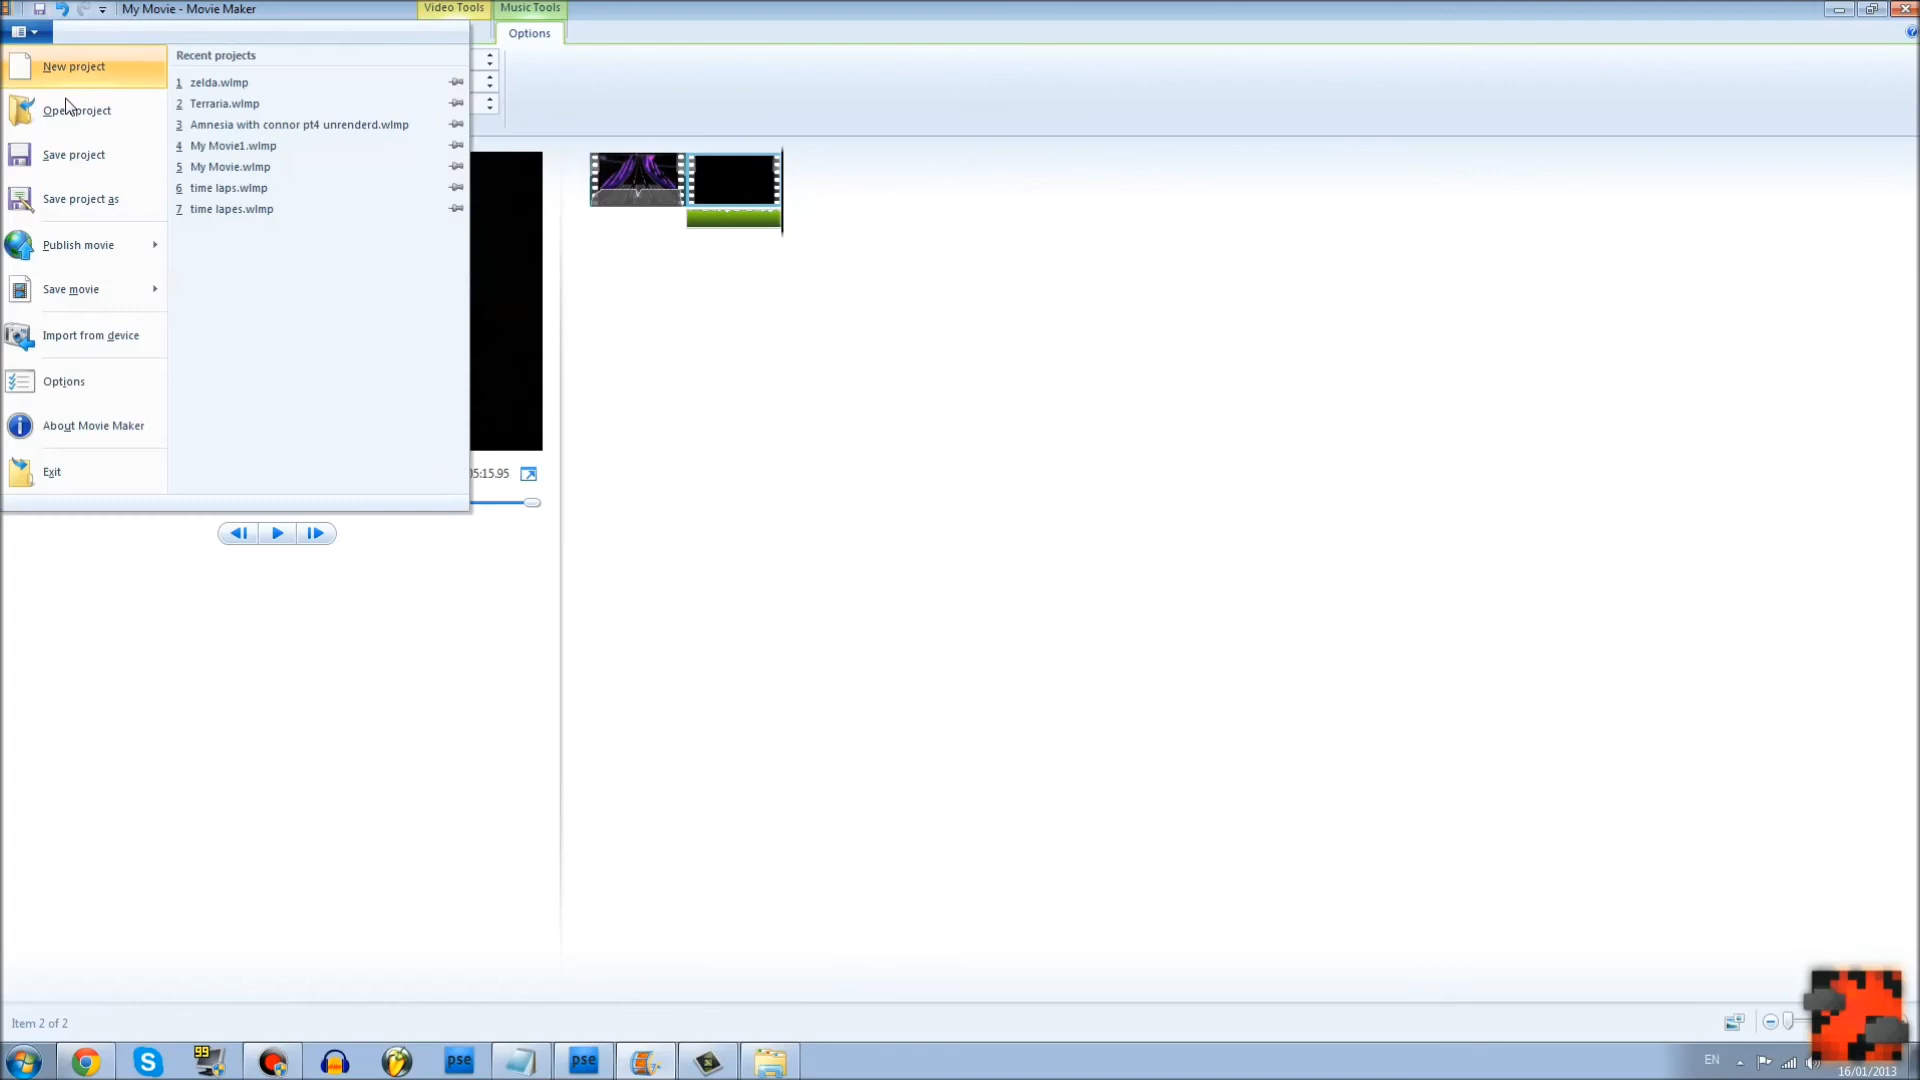 My Movie - Movie Maker
Video Tools
Music Tools
Options
New project
Open project
Save project
Save project as
Publish movie
Save movie
Import from device
Options
About Movie Maker
Exit
Recent projects
1 zelda.wlmp
2 Terraria.wlmp
3 Amnesia with connor pt4 unrenderd.wlmp
4 My Movie1.wlmp
5 My Movie.wlmp
6 time laps.wlmp
7 time lapes.wlmp
05:15.95
Item 2 of 2
99
pse
pse
EN
16/01/2013